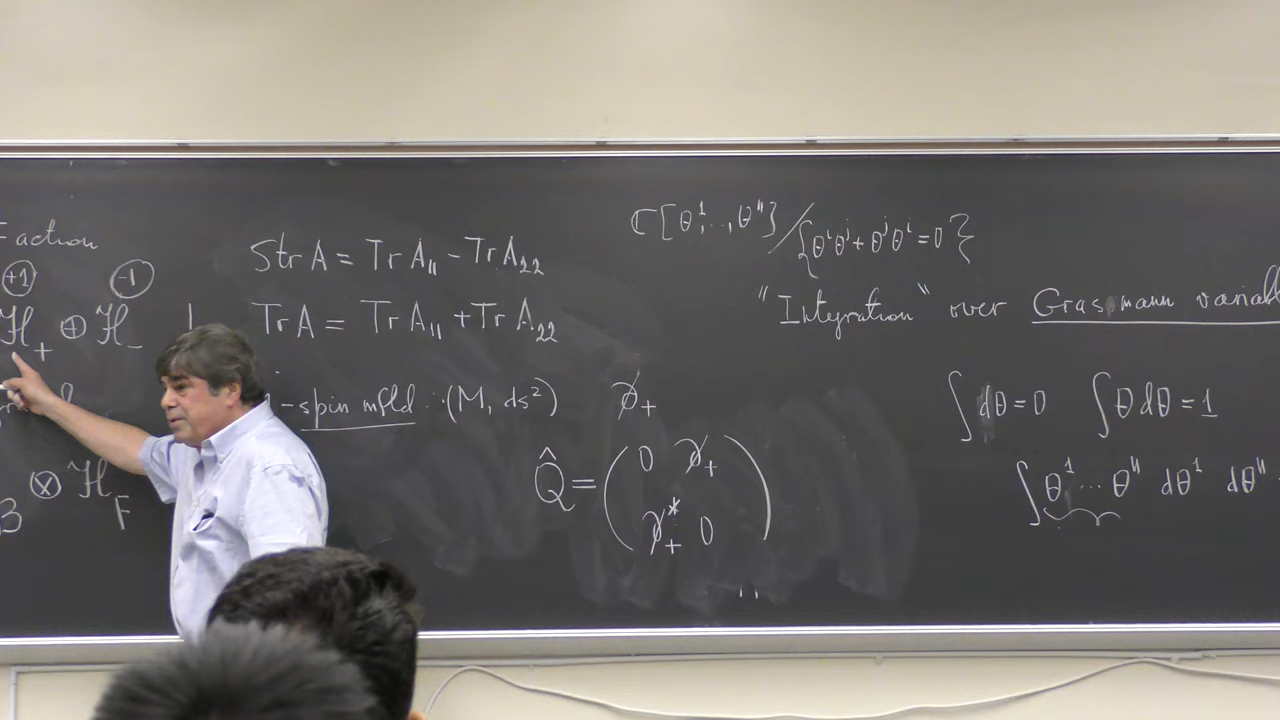 action
+1 -1
ℋ₊ ⊕ ℋ₋
Str A = Tr A₁₁ − Tr A₂₂
Tr A = Tr A₁₁ + Tr A₂₂
-spin mfld : (M, ds²) ∂̸₊
⊗ ℋ_F
Q̂ = ( 0 ∂̸₊
∂̸₊* 0 )
ℂ[θ¹,..,θⁿ] / {θⁱθʲ + θʲθⁱ = 0}
"Integration" over Grassmann variabl
∫ dθ = 0 ∫ θ dθ = 1
∫ θ¹ ... θⁿ dθ¹ dθⁿ